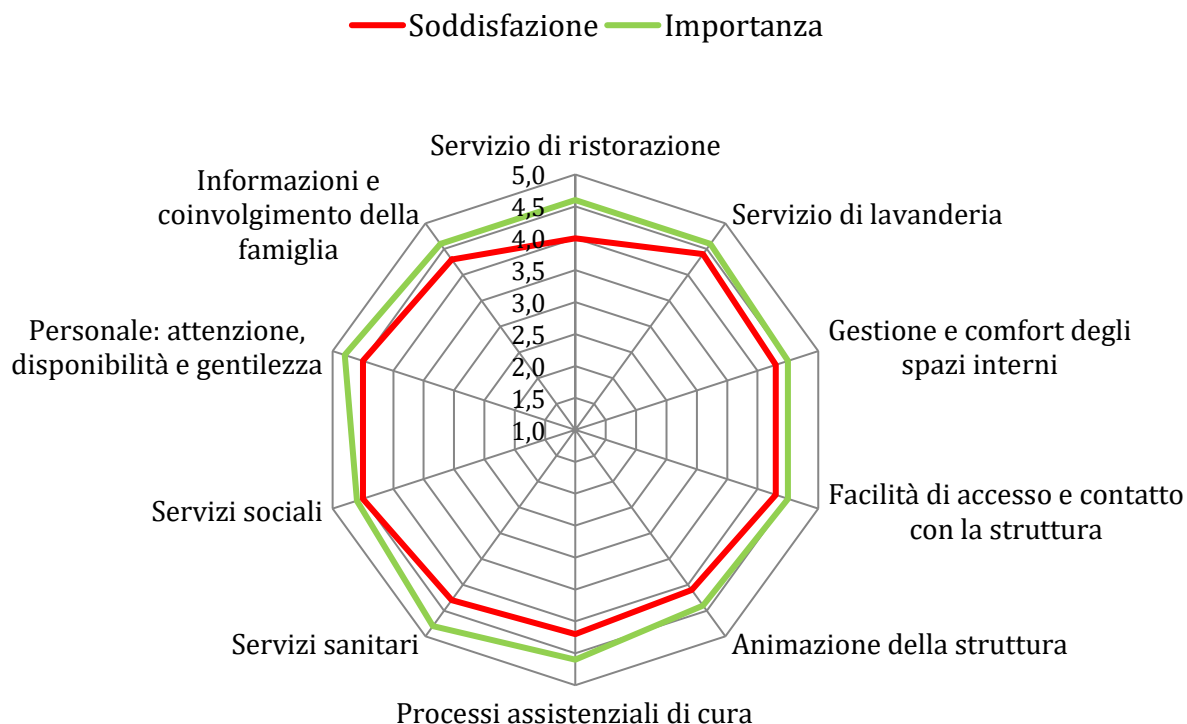 Soddisfazione Importanza
Servizio di ristorazione
Servizio di lavanderia
Gestione e comfort degli
spazi interni
Facilità di accesso e contatto
con la struttura
Animazione della struttura
Processi assistenziali di cura
Servizi sanitari
Servizi sociali
Personale: attenzione,
disponibilità e gentilezza
Informazioni e
coinvolgimento della
famiglia
5,0
4,5
4,0
3,5
3,0
2,5
2,0
1,5
1,0